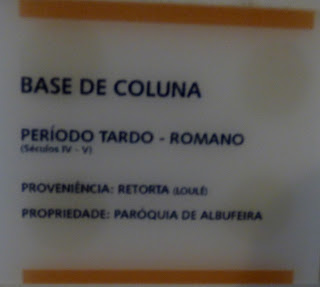 BASE DE COLUNA
PERÍODO TARDO - ROMANO
(Séculos IV - V)
PROVENIÊNCIA: RETORTA (LOULÉ)
PROPRIEDADE: PARÓQUIA DE ALBUFEIRA